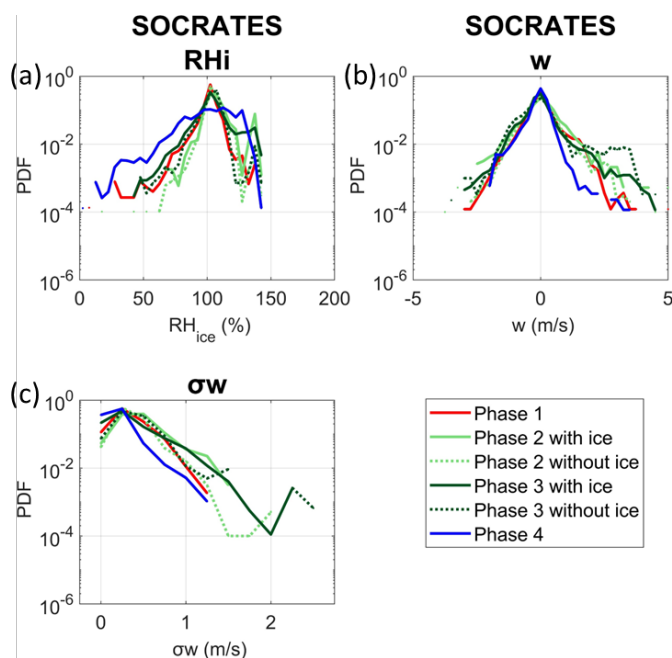 SOCRATES
RHi
(a)
10^0
10^-2
10^-4
10^-6
PDF
0
50
100
150
200
RH_ice (%)
SOCRATES
w
(b)
10^0
10^-2
10^-4
10^-6
PDF
-5
0
5
w (m/s)
σw
(c)
10^0
10^-2
10^-4
10^-6
PDF
0
1
2
σw (m/s)
Phase 1
Phase 2 with ice
Phase 2 without ice
Phase 3 with ice
Phase 3 without ice
Phase 4